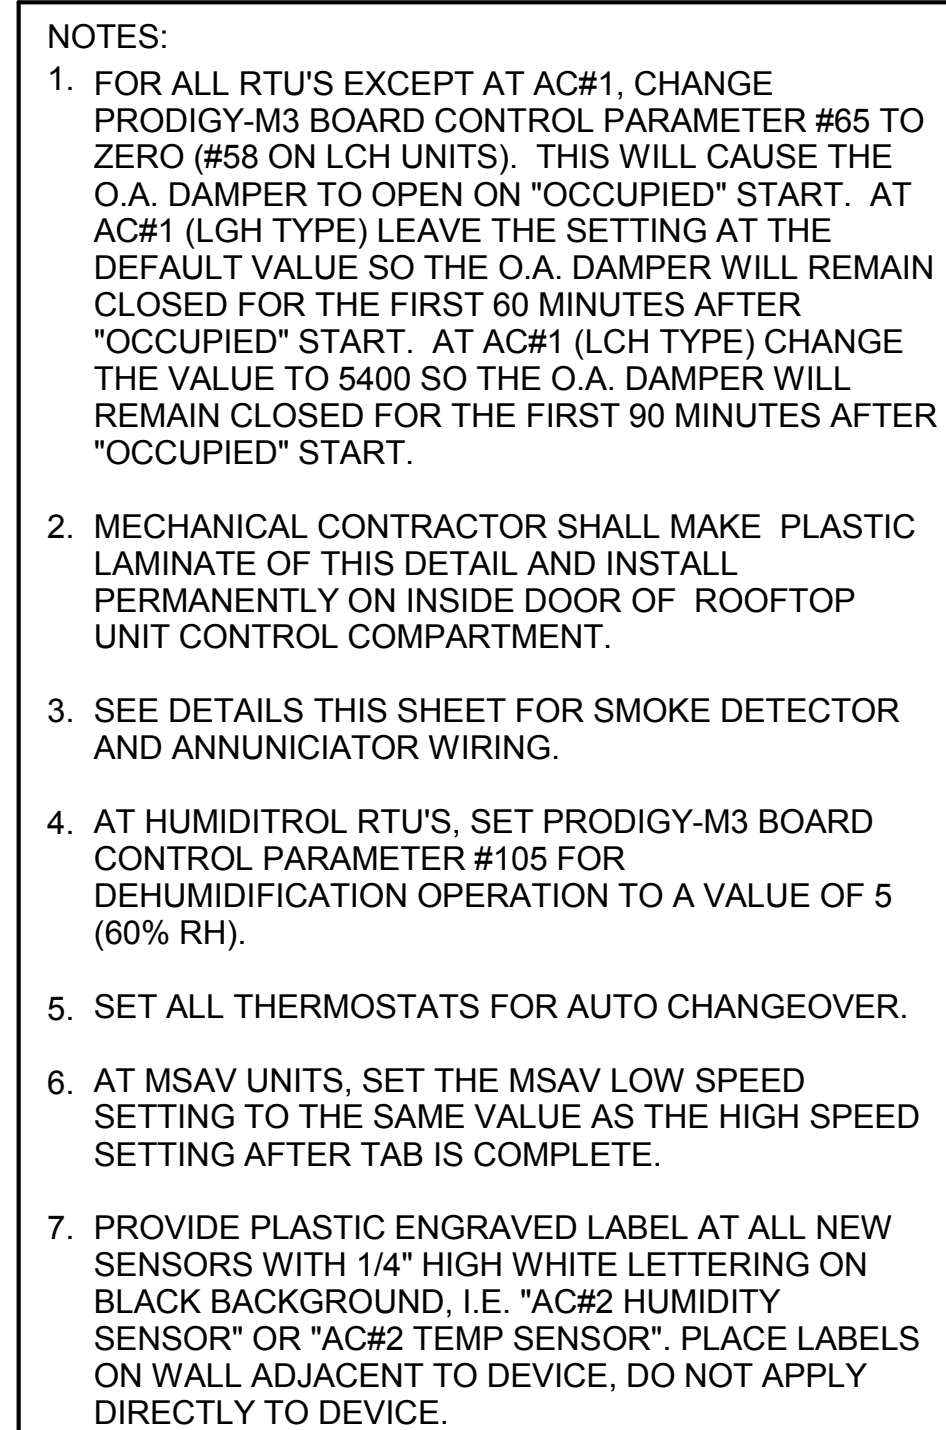 NOTES:
1. FOR ALL RTU'S EXCEPT AT AC#1, CHANGE
PRODIGY-M3 BOARD CONTROL PARAMETER #65 TO
ZERO (#58 ON LCH UNITS).  THIS WILL CAUSE THE
O.A. DAMPER TO OPEN ON "OCCUPIED" START.  AT
AC#1 (LGH TYPE) LEAVE THE SETTING AT THE
DEFAULT VALUE SO THE O.A. DAMPER WILL REMAIN
CLOSED FOR THE FIRST 60 MINUTES AFTER
"OCCUPIED" START.  AT AC#1 (LCH TYPE) CHANGE
THE VALUE TO 5400 SO THE O.A. DAMPER WILL
REMAIN CLOSED FOR THE FIRST 90 MINUTES AFTER
"OCCUPIED" START.
2. MECHANICAL CONTRACTOR SHALL MAKE  PLASTIC
LAMINATE OF THIS DETAIL AND INSTALL
PERMANENTLY ON INSIDE DOOR OF  ROOFTOP
UNIT CONTROL COMPARTMENT.
3. SEE DETAILS THIS SHEET FOR SMOKE DETECTOR
AND ANNUNICIATOR WIRING.
4. AT HUMIDITROL RTU'S, SET PRODIGY-M3 BOARD
CONTROL PARAMETER #105 FOR
DEHUMIDIFICATION OPERATION TO A VALUE OF 5
(60% RH).
5. SET ALL THERMOSTATS FOR AUTO CHANGEOVER.
6. AT MSAV UNITS, SET THE MSAV LOW SPEED
SETTING TO THE SAME VALUE AS THE HIGH SPEED
SETTING AFTER TAB IS COMPLETE.
7. PROVIDE PLASTIC ENGRAVED LABEL AT ALL NEW
SENSORS WITH 1/4" HIGH WHITE LETTERING ON
BLACK BACKGROUND, I.E. "AC#2 HUMIDITY
SENSOR" OR "AC#2 TEMP SENSOR". PLACE LABELS
ON WALL ADJACENT TO DEVICE, DO NOT APPLY
DIRECTLY TO DEVICE.